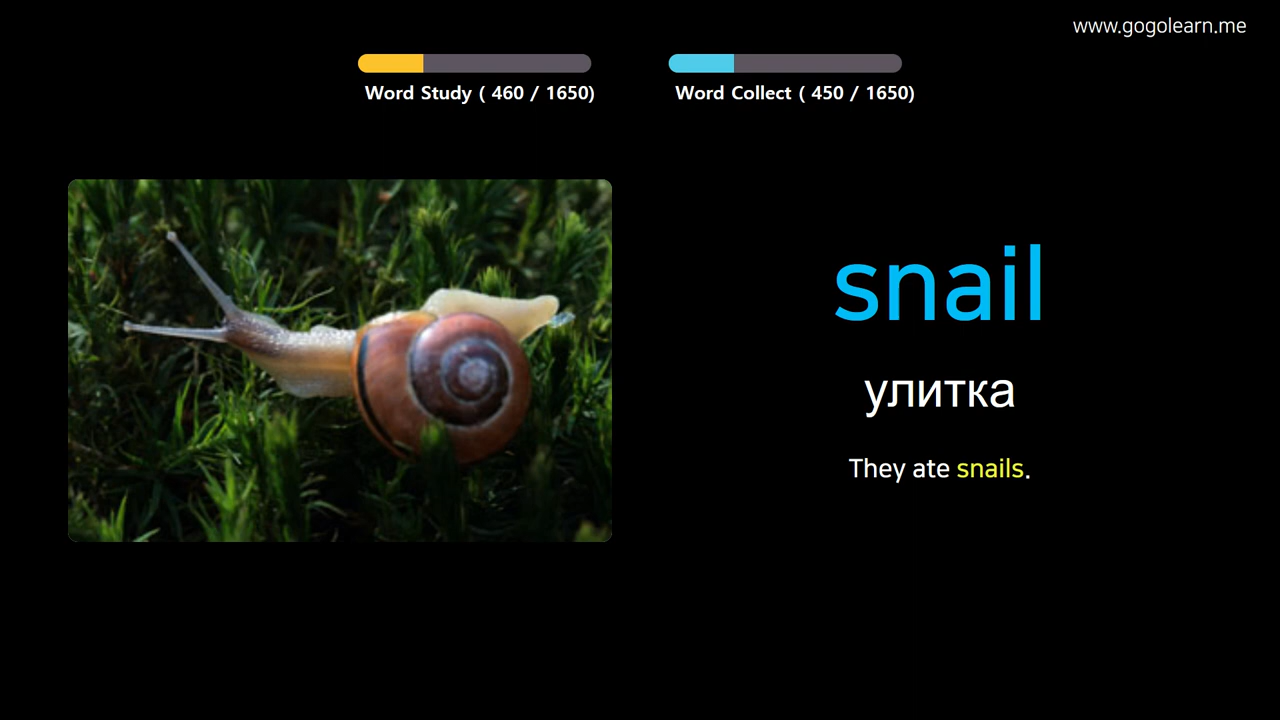 www.gogolearn.me
Word Study ( 460 / 1650)
Word Collect ( 450 / 1650)
snail
улитка
They ate snails.